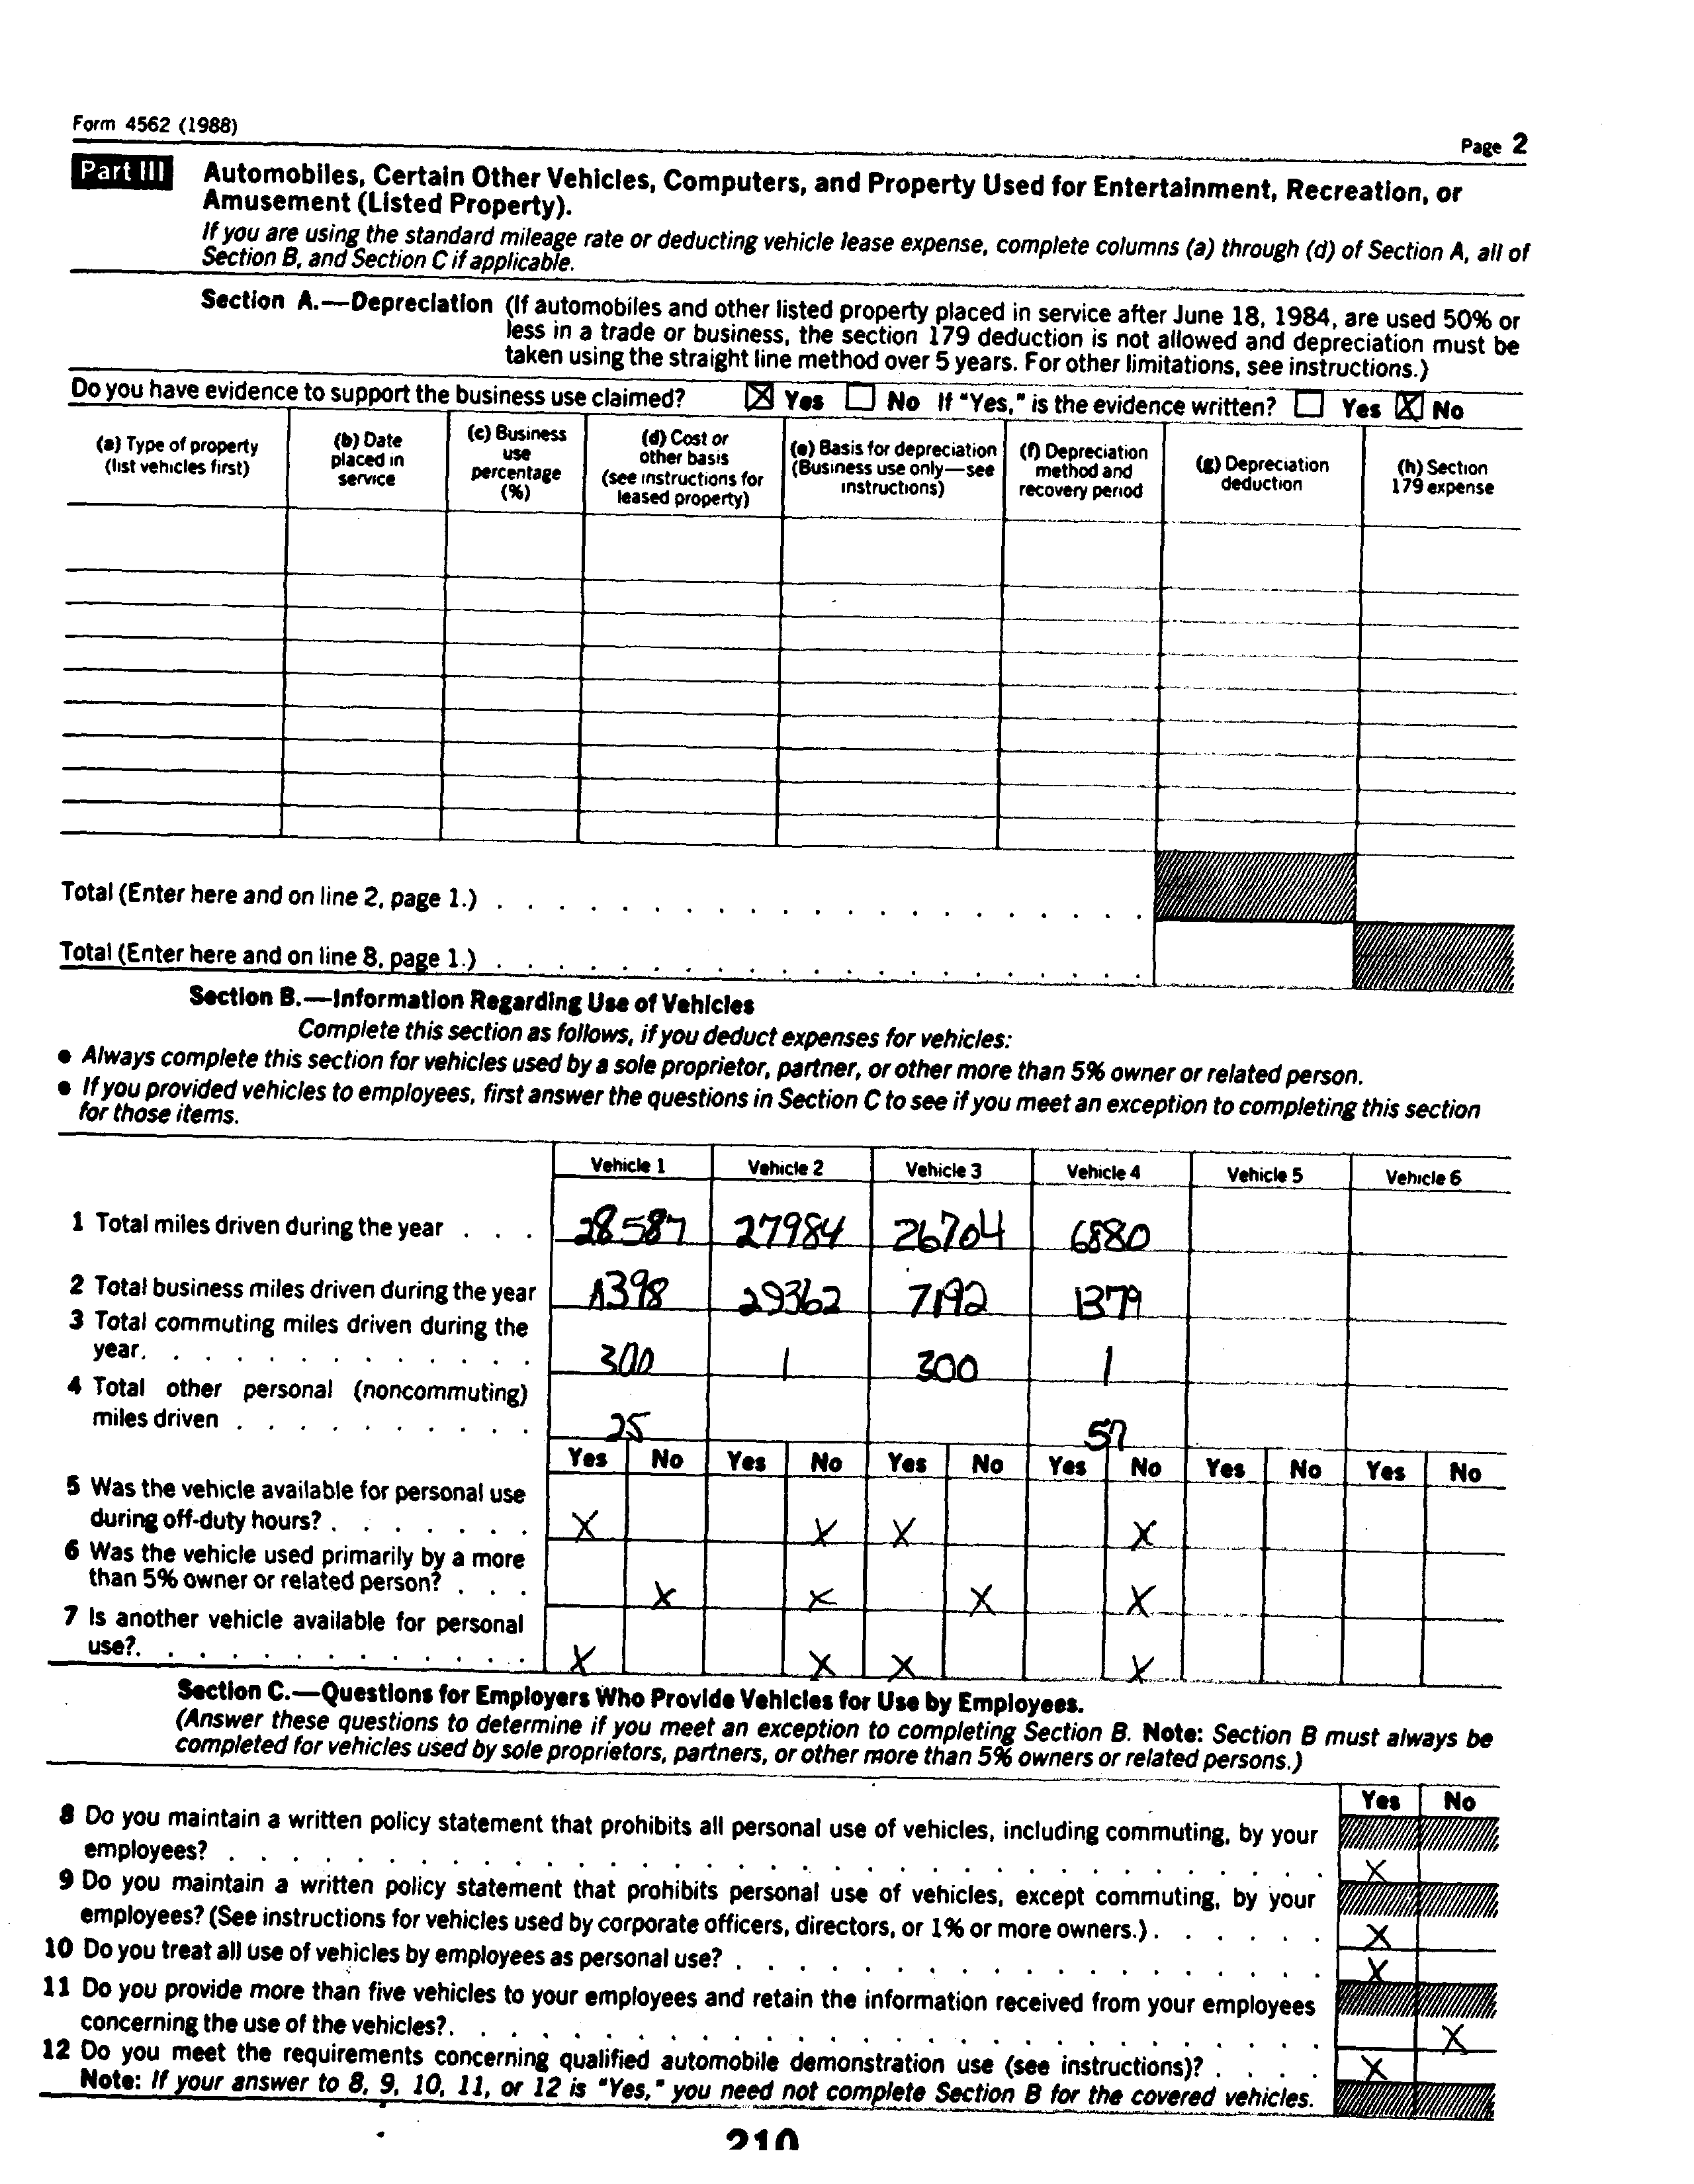 Form 4562 (1988)
Page 2
Part III Automobiles, Certain Other Vehicles, Computers, and Property Used for Entertainment, Recreation, or
Amusement (Listed Property).
If you are using the standard mileage rate or deducting vehicle lease expense, complete columns (a) through (d) of Section A, all of
Section B, and Section C if applicable.
Section A.—Depreciation (If automobiles and other listed property placed in service after June 18, 1984, are used 50% or
less in a trade or business, the section 179 deduction is not allowed and depreciation must be
taken using the straight line method over 5 years. For other limitations, see instructions.)
Do you have evidence to support the business use claimed? ☒ Yes ☐ No If "Yes," is the evidence written? ☐ Yes ☒ No
(a) Type of property
(list vehicles first)
(b) Date
placed in
service
(c) Business
use
percentage
(%)
(d) Cost or
other basis
(see instructions for
leased property)
(e) Basis for depreciation
(Business use only—see
instructions)
(f) Depreciation
method and
recovery period
(g) Depreciation
deduction
(h) Section
179 expense
Total (Enter here and on line 2, page 1.)
Total (Enter here and on line 8, page 1.)
Section B.—Information Regarding Use of Vehicles
Complete this section as follows, if you deduct expenses for vehicles:
● Always complete this section for vehicles used by a sole proprietor, partner, or other more than 5% owner or related person.
● If you provided vehicles to employees, first answer the questions in Section C to see if you meet an exception to completing this section
for those items.
Vehicle 1 Vehicle 2 Vehicle 3 Vehicle 4 Vehicle 5 Vehicle 6
1 Total miles driven during the year . . . 28587 27984 26704 6880
2 Total business miles driven during the year 29362 7192 1379
3 Total commuting miles driven during the
year. 300 1 300 1
4 Total other personal (noncommuting)
miles driven 25 57
Yes No Yes No Yes No Yes No Yes No Yes No
5 Was the vehicle available for personal use
during off-duty hours? X X X X
6 Was the vehicle used primarily by a more
than 5% owner or related person? X X X X
7 Is another vehicle available for personal
use? X X X X
Section C.—Questions for Employers Who Provide Vehicles for Use by Employees.
(Answer these questions to determine if you meet an exception to completing Section B. Note: Section B must always be
completed for vehicles used by sole proprietors, partners, or other more than 5% owners or related persons.)
Yes No
8 Do you maintain a written policy statement that prohibits all personal use of vehicles, including commuting, by your
employees? X
9 Do you maintain a written policy statement that prohibits personal use of vehicles, except commuting, by your
employees? (See instructions for vehicles used by corporate officers, directors, or 1% or more owners.) X
10 Do you treat all use of vehicles by employees as personal use? X
11 Do you provide more than five vehicles to your employees and retain the information received from your employees
concerning the use of the vehicles? X
12 Do you meet the requirements concerning qualified automobile demonstration use (see instructions)? X
Note: If your answer to 8, 9, 10, 11, or 12 is "Yes," you need not complete Section B for the covered vehicles.
210